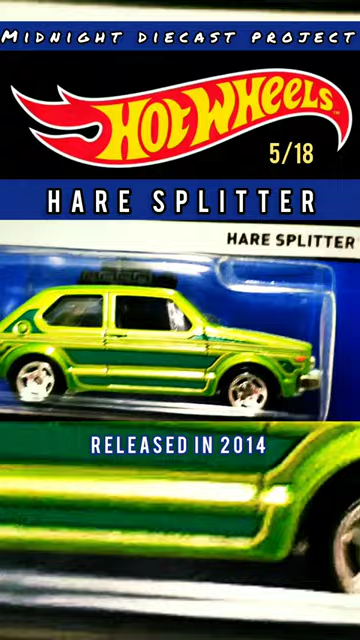 MIDNIGHT DIECAST PROJECT
HOT WHEELS
5/18
HARE SPLITTER
HARE SPLITTER
RELEASED IN 2014